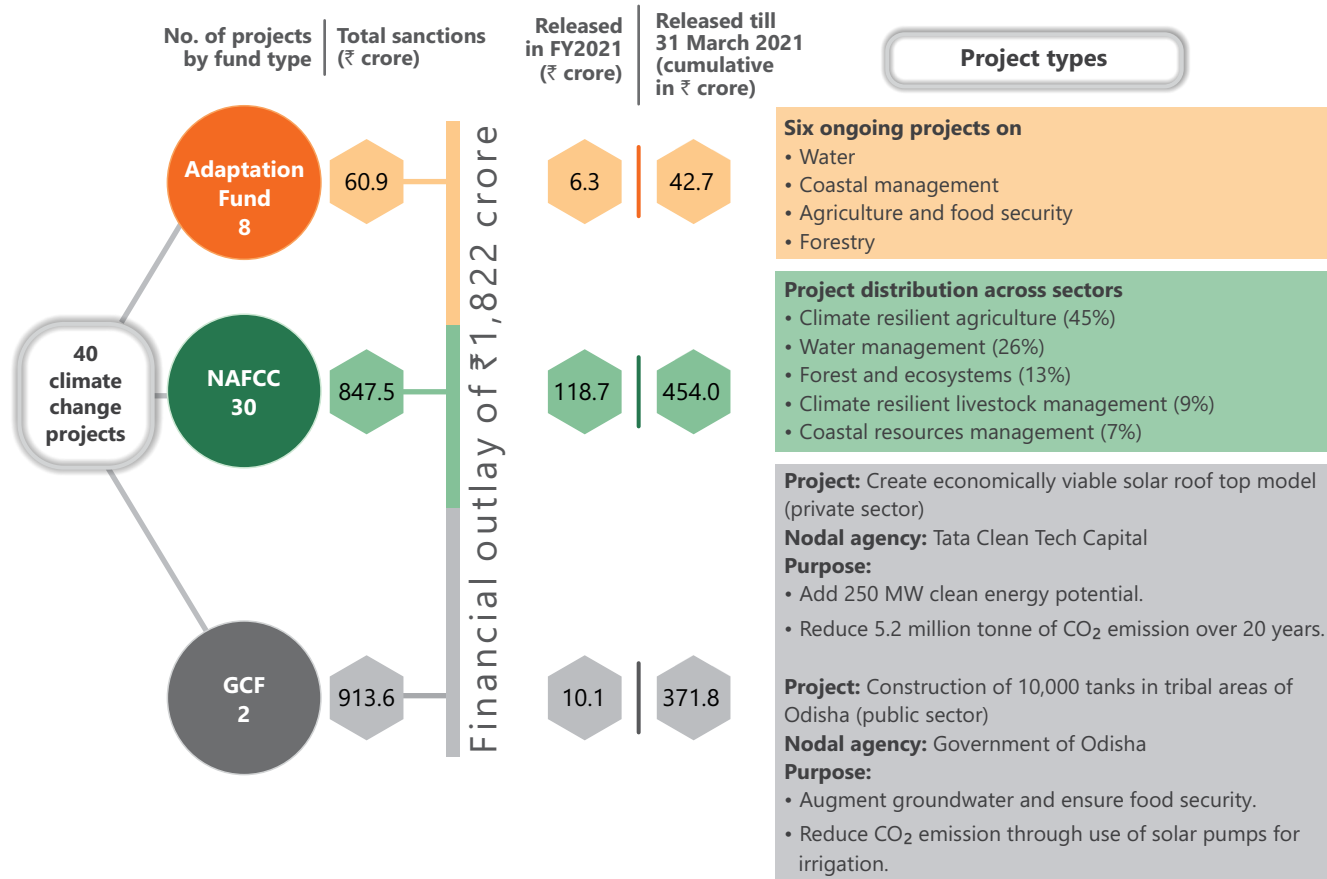 No. of projects
by fund type
Total sanctions
(₹ crore)
Released
in FY2021
(₹ crore)
Released till
31 March 2021
(cumulative
in ₹ crore)
Project types
40
climate
change
projects
Adaptation
Fund
8
60.9
6.3
42.7
Six ongoing projects on
• Water
• Coastal management
• Agriculture and food security
• Forestry
Financial outlay of ₹1,822 crore
NAFCC
30
847.5
118.7
454.0
Project distribution across sectors
• Climate resilient agriculture (45%)
• Water management (26%)
• Forest and ecosystems (13%)
• Climate resilient livestock management (9%)
• Coastal resources management (7%)
GCF
2
913.6
10.1
371.8
Project: Create economically viable solar roof top model
(private sector)
Nodal agency: Tata Clean Tech Capital
Purpose:
• Add 250 MW clean energy potential.
• Reduce 5.2 million tonne of CO₂ emission over 20 years.
Project: Construction of 10,000 tanks in tribal areas of
Odisha (public sector)
Nodal agency: Government of Odisha
Purpose:
• Augment groundwater and ensure food security.
• Reduce CO₂ emission through use of solar pumps for
irrigation.